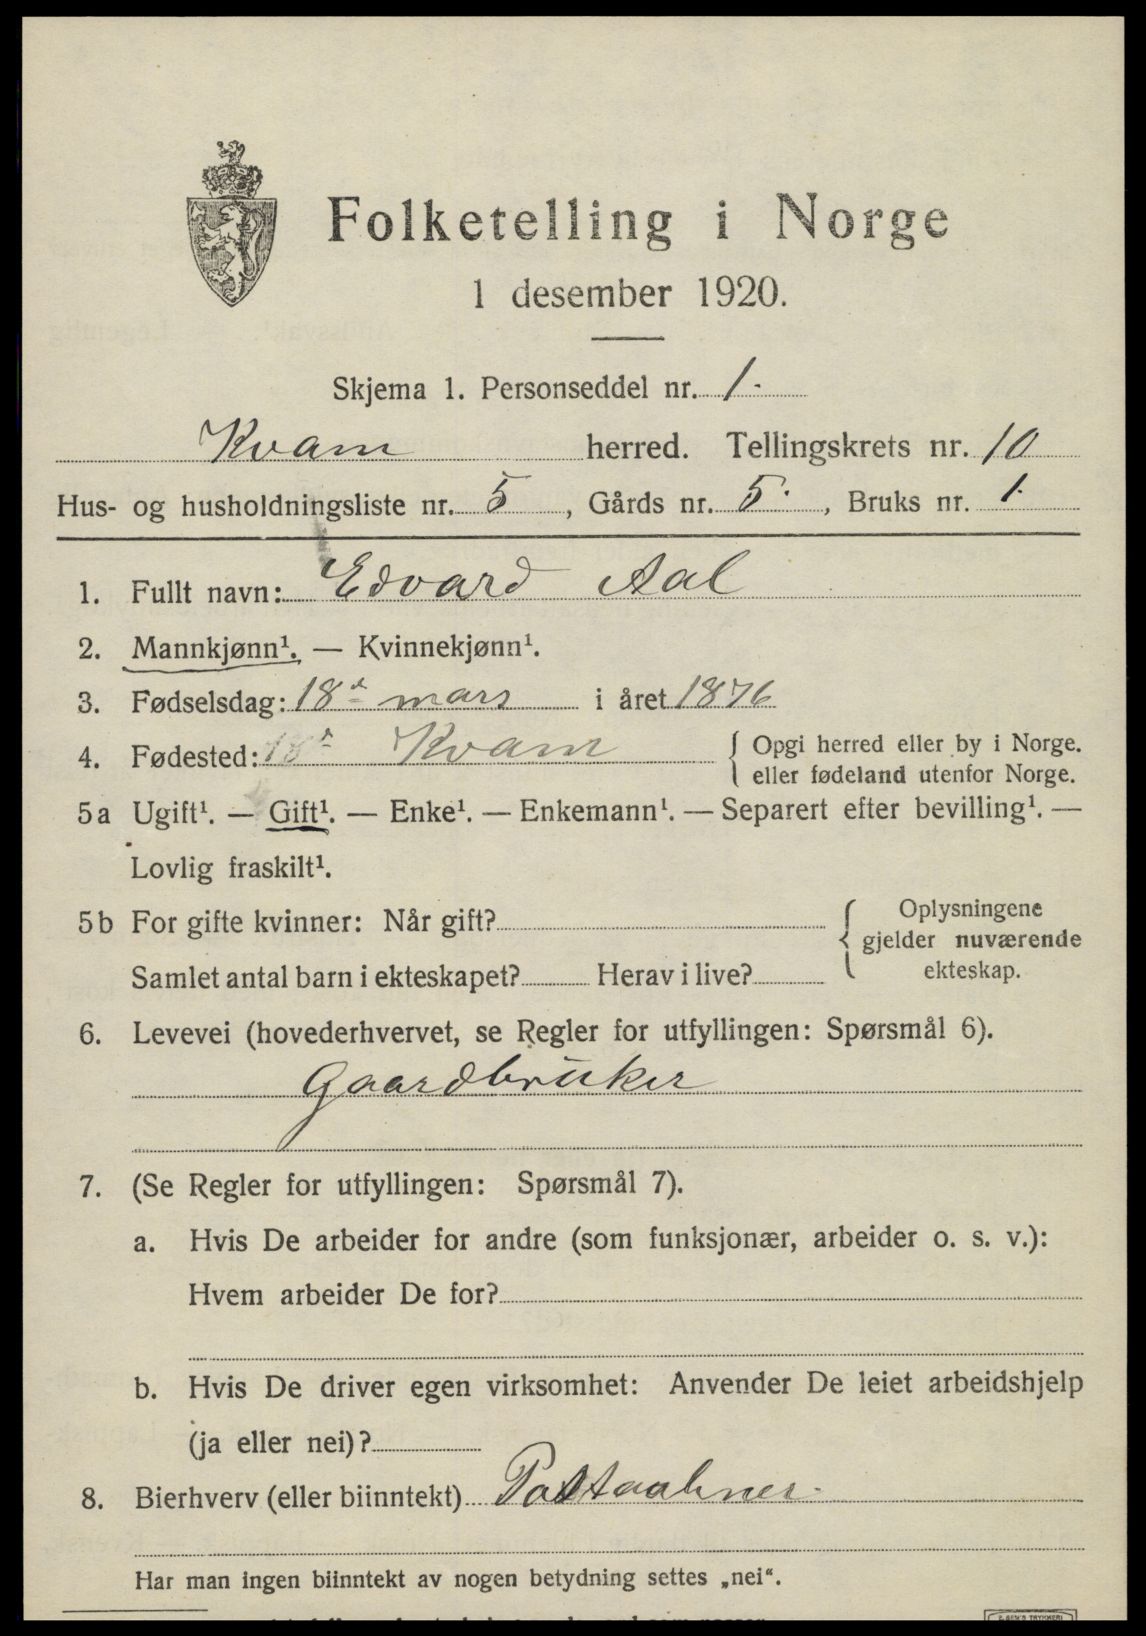 Folketelling i Norge
1 desember 1920.
Skjema 1. Personseddel nr. 1.
Kvam herred. Tellingskrets nr. 10
Hus- og husholdningsliste nr. 5, Gårds nr. 5., Bruks nr. 1.
1. Fullt navn: Edvard Aal
2. Mannkjønn¹. — Kvinnekjønn¹.
3. Fødselsdag: 18de mars i året 1876
4. Fødested: Kvam { Opgi herred eller by i Norge.
eller fødeland utenfor Norge.
5a Ugift¹. — Gift¹. — Enke¹. — Enkemann¹. — Separert efter bevilling¹. —
Lovlig fraskilt¹.
5b For gifte kvinner: Når gift? { Oplysningene
gjelder nuværende
Samlet antal barn i ekteskapet? Herav i live? ekteskap.
6. Levevei (hovederhvervet, se Regler for utfyllingen: Spørsmål 6).
Gaardbruker
7. (Se Regler for utfyllingen: Spørsmål 7).
a. Hvis De arbeider for andre (som funksjonær, arbeider o. s. v.):
Hvem arbeider De for?
b. Hvis De driver egen virksomhet: Anvender De leiet arbeidshjelp
(ja eller nei)?
8. Bierhverv (eller biinntekt) Postaabner.
Har man ingen biinntekt av nogen betydning settes „nei“.